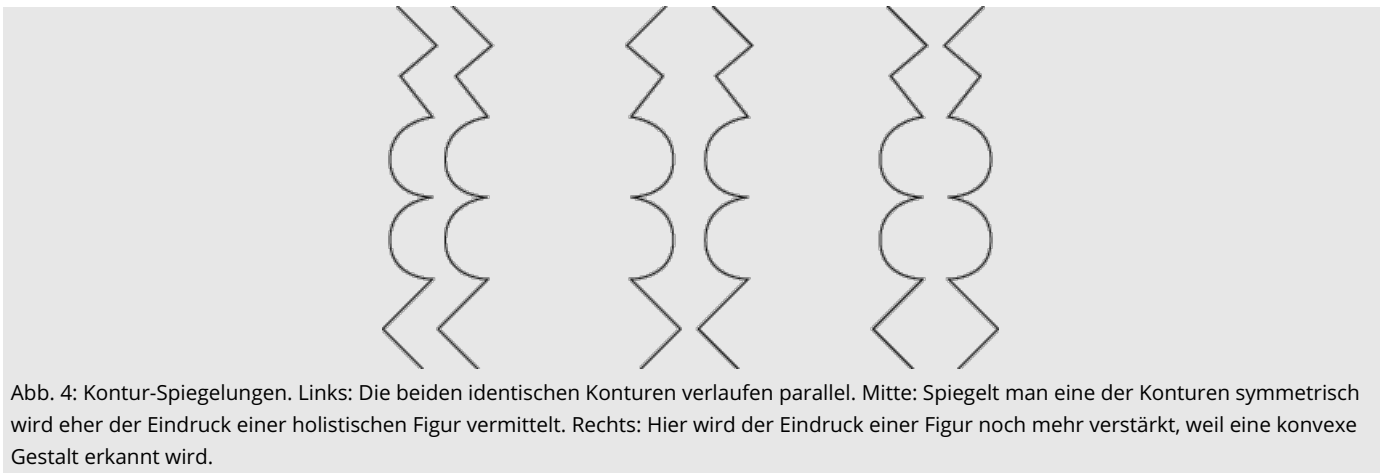 Abb. 4: Kontur-Spiegelungen. Links: Die beiden identischen Konturen verlaufen parallel. Mitte: Spiegelt man eine der Konturen symmetrisch
wird eher der Eindruck einer holistischen Figur vermittelt. Rechts: Hier wird der Eindruck einer Figur noch mehr verstärkt, weil eine konvexe
Gestalt erkannt wird.